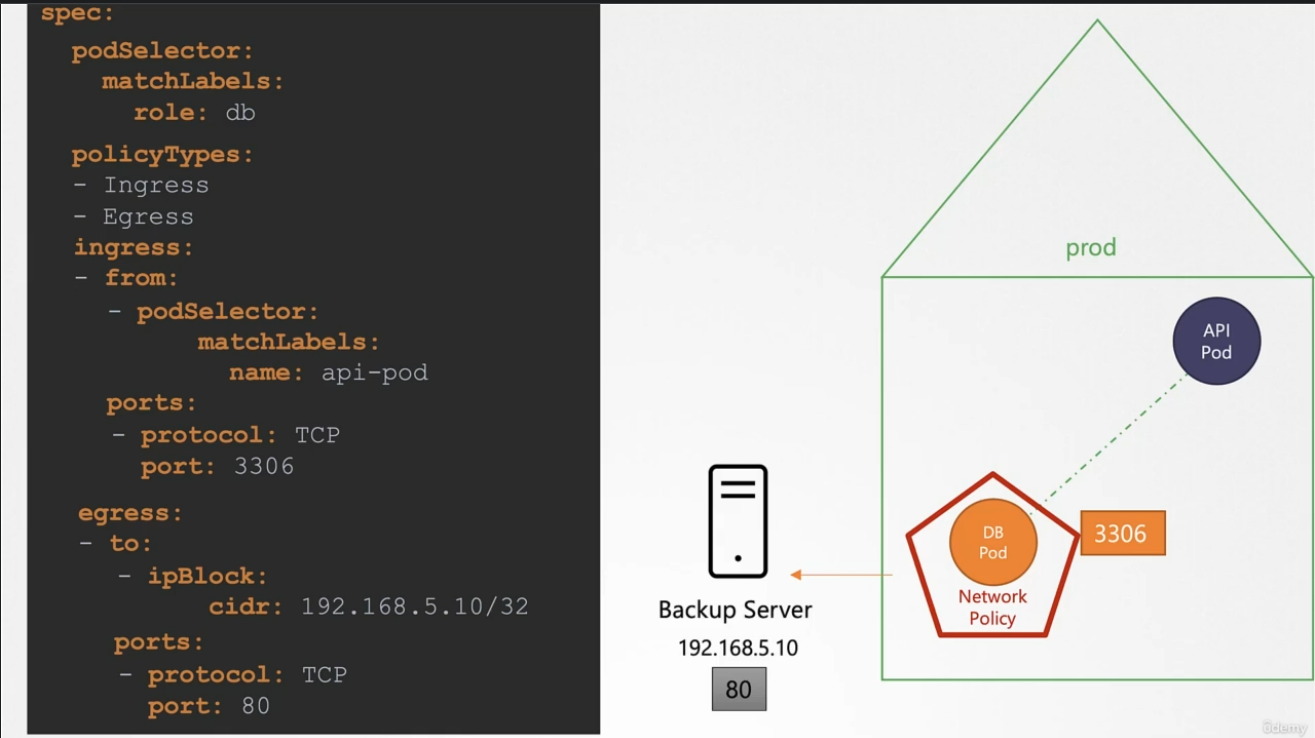 spec:
podSelector:
matchLabels:
role: db
policyTypes:
- Ingress
- Egress
ingress:
- from:
- podSelector:
matchLabels:
name: api-pod
ports:
- protocol: TCP
port: 3306
egress:
- to:
- ipBlock:
cidr: 192.168.5.10/32
ports:
- protocol: TCP
port: 80
prod
API
Pod
DB
Pod
3306
Network
Policy
Backup Server
192.168.5.10
80
ûdemy